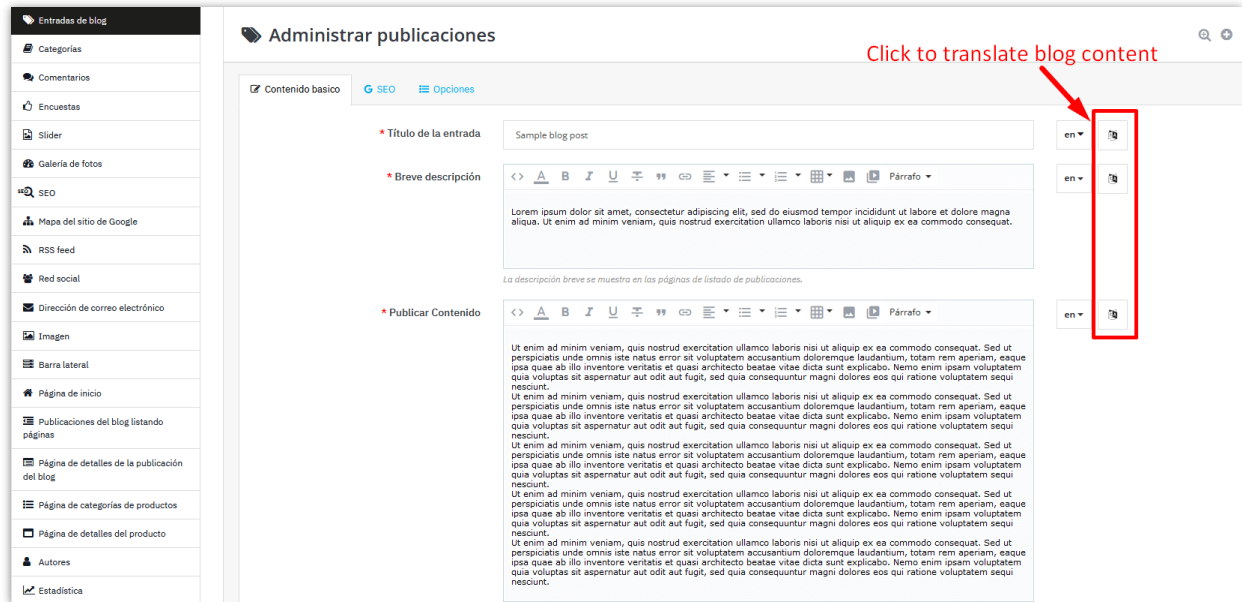 Entradas de blog
Categorías
Comentarios
Encuestas
Slider
Galería de fotos
SEO SEO
Mapa del sitio de Google
RSS feed
Red social
Dirección de correo electrónico
Imagen
Barra lateral
Página de inicio
Publicaciones del blog listando
páginas
Página de detalles de la publicación
del blog
Página de categorías de productos
Página de detalles del producto
Autores
Estadística
Administrar publicaciones
Click to translate blog content
Contenido basico
G SEO
Opciones
* Título de la entrada
Sample blog post
en
* Breve descripción
<> A B I U Párrafo
en
Lorem ipsum dolor sit amet, consectetur adipiscing elit, sed do eiusmod tempor incididunt ut labore et dolore magna
aliqua. Ut enim ad minim veniam, quis nostrud exercitation ullamco laboris nisi ut aliquip ex ea commodo consequat.
La descripción breve se muestra en las páginas de listado de publicaciones.
* Publicar Contenido
<> A B I U Párrafo
en
Ut enim ad minim veniam, quis nostrud exercitation ullamco laboris nisi ut aliquip ex ea commodo consequat. Sed ut
perspiciatis unde omnis iste natus error sit voluptatem accusantium doloremque laudantium, totam rem aperiam, eaque
ipsa quae ab illo inventore veritatis et quasi architecto beatae vitae dicta sunt explicabo. Nemo enim ipsam voluptatem
quia voluptas sit aspernatur aut odit aut fugit, sed quia consequuntur magni dolores eos qui ratione voluptatem sequi
nesciunt.
Ut enim ad minim veniam, quis nostrud exercitation ullamco laboris nisi ut aliquip ex ea commodo consequat. Sed ut
perspiciatis unde omnis iste natus error sit voluptatem accusantium doloremque laudantium, totam rem aperiam, eaque
ipsa quae ab illo inventore veritatis et quasi architecto beatae vitae dicta sunt explicabo. Nemo enim ipsam voluptatem
quia voluptas sit aspernatur aut odit aut fugit, sed quia consequuntur magni dolores eos qui ratione voluptatem sequi
nesciunt.
Ut enim ad minim veniam, quis nostrud exercitation ullamco laboris nisi ut aliquip ex ea commodo consequat. Sed ut
perspiciatis unde omnis iste natus error sit voluptatem accusantium doloremque laudantium, totam rem aperiam, eaque
ipsa quae ab illo inventore veritatis et quasi architecto beatae vitae dicta sunt explicabo. Nemo enim ipsam voluptatem
quia voluptas sit aspernatur aut odit aut fugit, sed quia consequuntur magni dolores eos qui ratione voluptatem sequi
nesciunt.
Ut enim ad minim veniam, quis nostrud exercitation ullamco laboris nisi ut aliquip ex ea commodo consequat. Sed ut
perspiciatis unde omnis iste natus error sit voluptatem accusantium doloremque laudantium, totam rem aperiam, eaque
ipsa quae ab illo inventore veritatis et quasi architecto beatae vitae dicta sunt explicabo. Nemo enim ipsam voluptatem
quia voluptas sit aspernatur aut odit aut fugit, sed quia consequuntur magni dolores eos qui ratione voluptatem sequi
nesciunt.
Ut enim ad minim veniam, quis nostrud exercitation ullamco laboris nisi ut aliquip ex ea commodo consequat. Sed ut
perspiciatis unde omnis iste natus error sit voluptatem accusantium doloremque laudantium, totam rem aperiam, eaque
ipsa quae ab illo inventore veritatis et quasi architecto beatae vitae dicta sunt explicabo. Nemo enim ipsam voluptatem
quia voluptas sit aspernatur aut odit aut fugit, sed quia consequuntur magni dolores eos qui ratione voluptatem sequi
nesciunt.